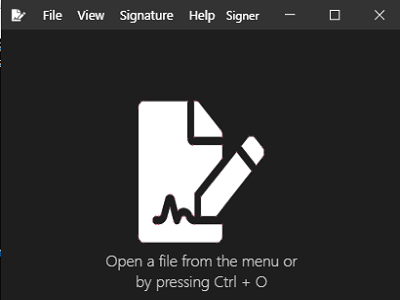 File View Signature Help Signer
Open a file from the menu or
by pressing Ctrl + O